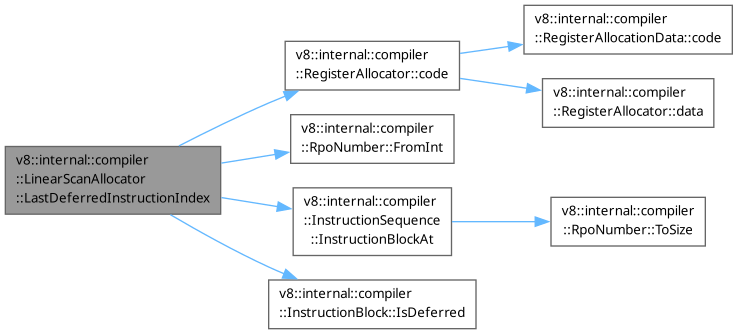 v8::internal::compiler
::LinearScanAllocator
::LastDeferredInstructionIndex
v8::internal::compiler
::RegisterAllocator::code
v8::internal::compiler
::RegisterAllocationData::code
v8::internal::compiler
::RegisterAllocator::data
v8::internal::compiler
::RpoNumber::FromInt
v8::internal::compiler
::InstructionSequence
::InstructionBlockAt
v8::internal::compiler
::RpoNumber::ToSize
v8::internal::compiler
::InstructionBlock::IsDeferred